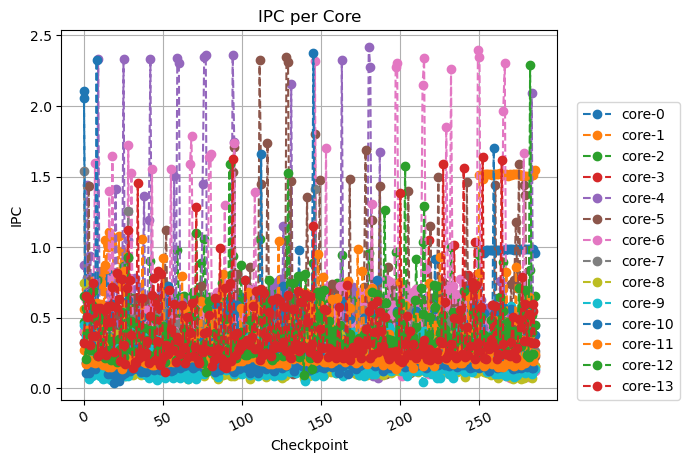 IPC per Core
IPC
2.5
2.0
1.5
1.0
0.5
0.0
0
50
100
150
200
250
Checkpoint
core-0
core-1
core-2
core-3
core-4
core-5
core-6
core-7
core-8
core-9
core-10
core-11
core-12
core-13